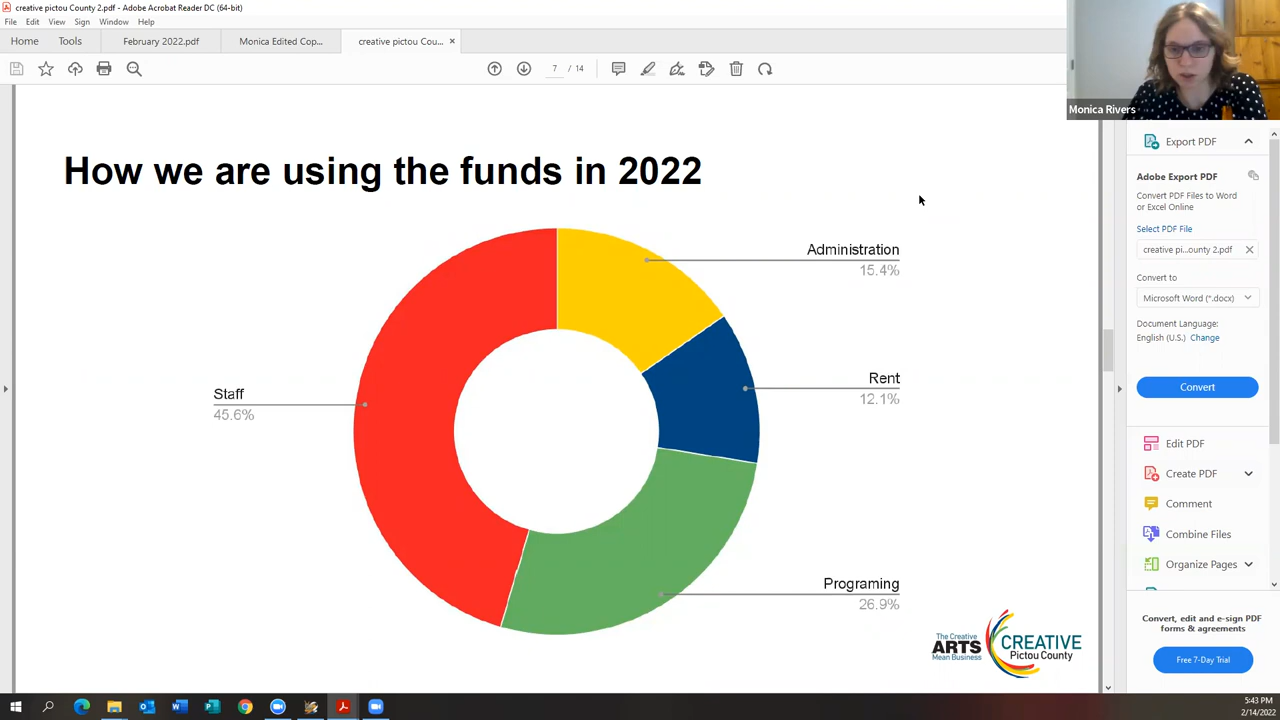 creative pictou County 2.pdf - Adobe Acrobat Reader DC (64-bit)
File Edit View Sign Window Help
Home Tools February 2022.pdf Monica Edited Cop... creative pictou Cou... ×
7 / 14
Monica Rivers
How we are using the funds in 2022
Administration
15.4%
Rent
12.1%
Staff
45.6%
Programing
26.9%
The Creative
ARTS
Mean Business
CREATIVE
Pictou County
Export PDF
Adobe Export PDF
Convert PDF Files to Word
or Excel Online
Select PDF File
creative pi...ounty 2.pdf
Convert to
Microsoft Word (*.docx)
Document Language:
English (U.S.) Change
Convert
Edit PDF
Create PDF
Comment
Combine Files
Organize Pages
Convert, edit and e-sign PDF
forms & agreements
Free 7-Day Trial
5:43 PM
2/14/2022